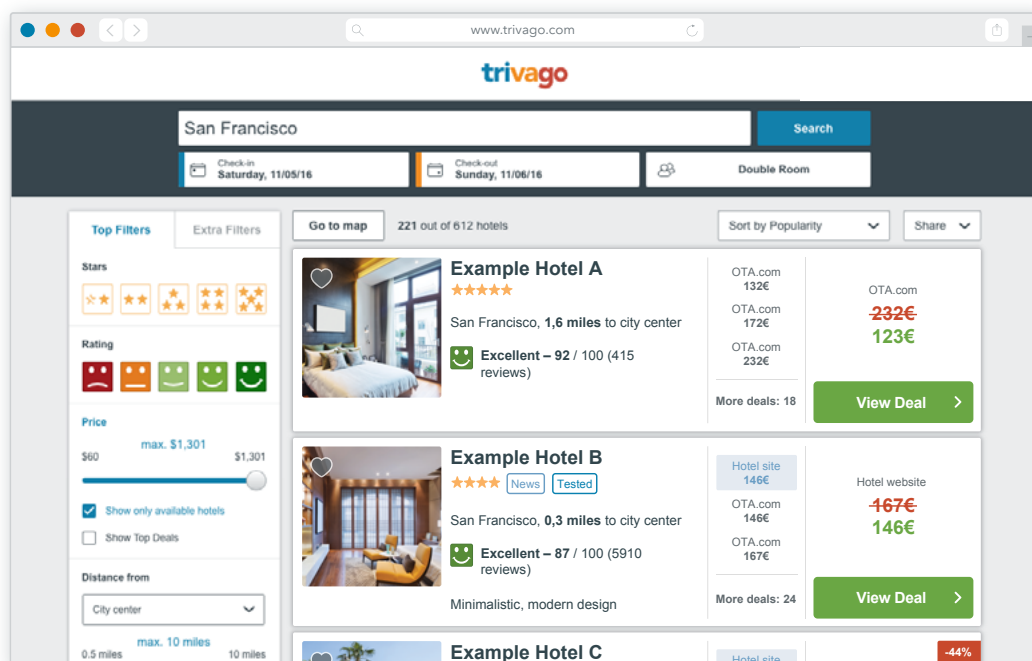 www.trivago.com
trivago
San Francisco
Search
Check-in
Saturday, 11/05/16
Check-out
Sunday, 11/06/16
Double Room
Top Filters
Extra Filters
Go to map
221 out of 612 hotels
Sort by Popularity
Share
Stars
Rating
Price
max. $1,301
$60
$1,301
Show only available hotels
Show Top Deals
Distance from
City center
max. 10 miles
0.5 miles
10 miles
Example Hotel A
San Francisco, 1,6 miles to city center
Excellent – 92 / 100 (415
reviews)
OTA.com
132€
OTA.com
172€
OTA.com
232€
More deals: 18
OTA.com
232€
123€
View Deal
Example Hotel B
News
Tested
San Francisco, 0,3 miles to city center
Excellent – 87 / 100 (5910
reviews)
Minimalistic, modern design
Hotel site
146€
OTA.com
146€
OTA.com
167€
More deals: 24
Hotel website
167€
146€
View Deal
Example Hotel C
Hotel site
-44%